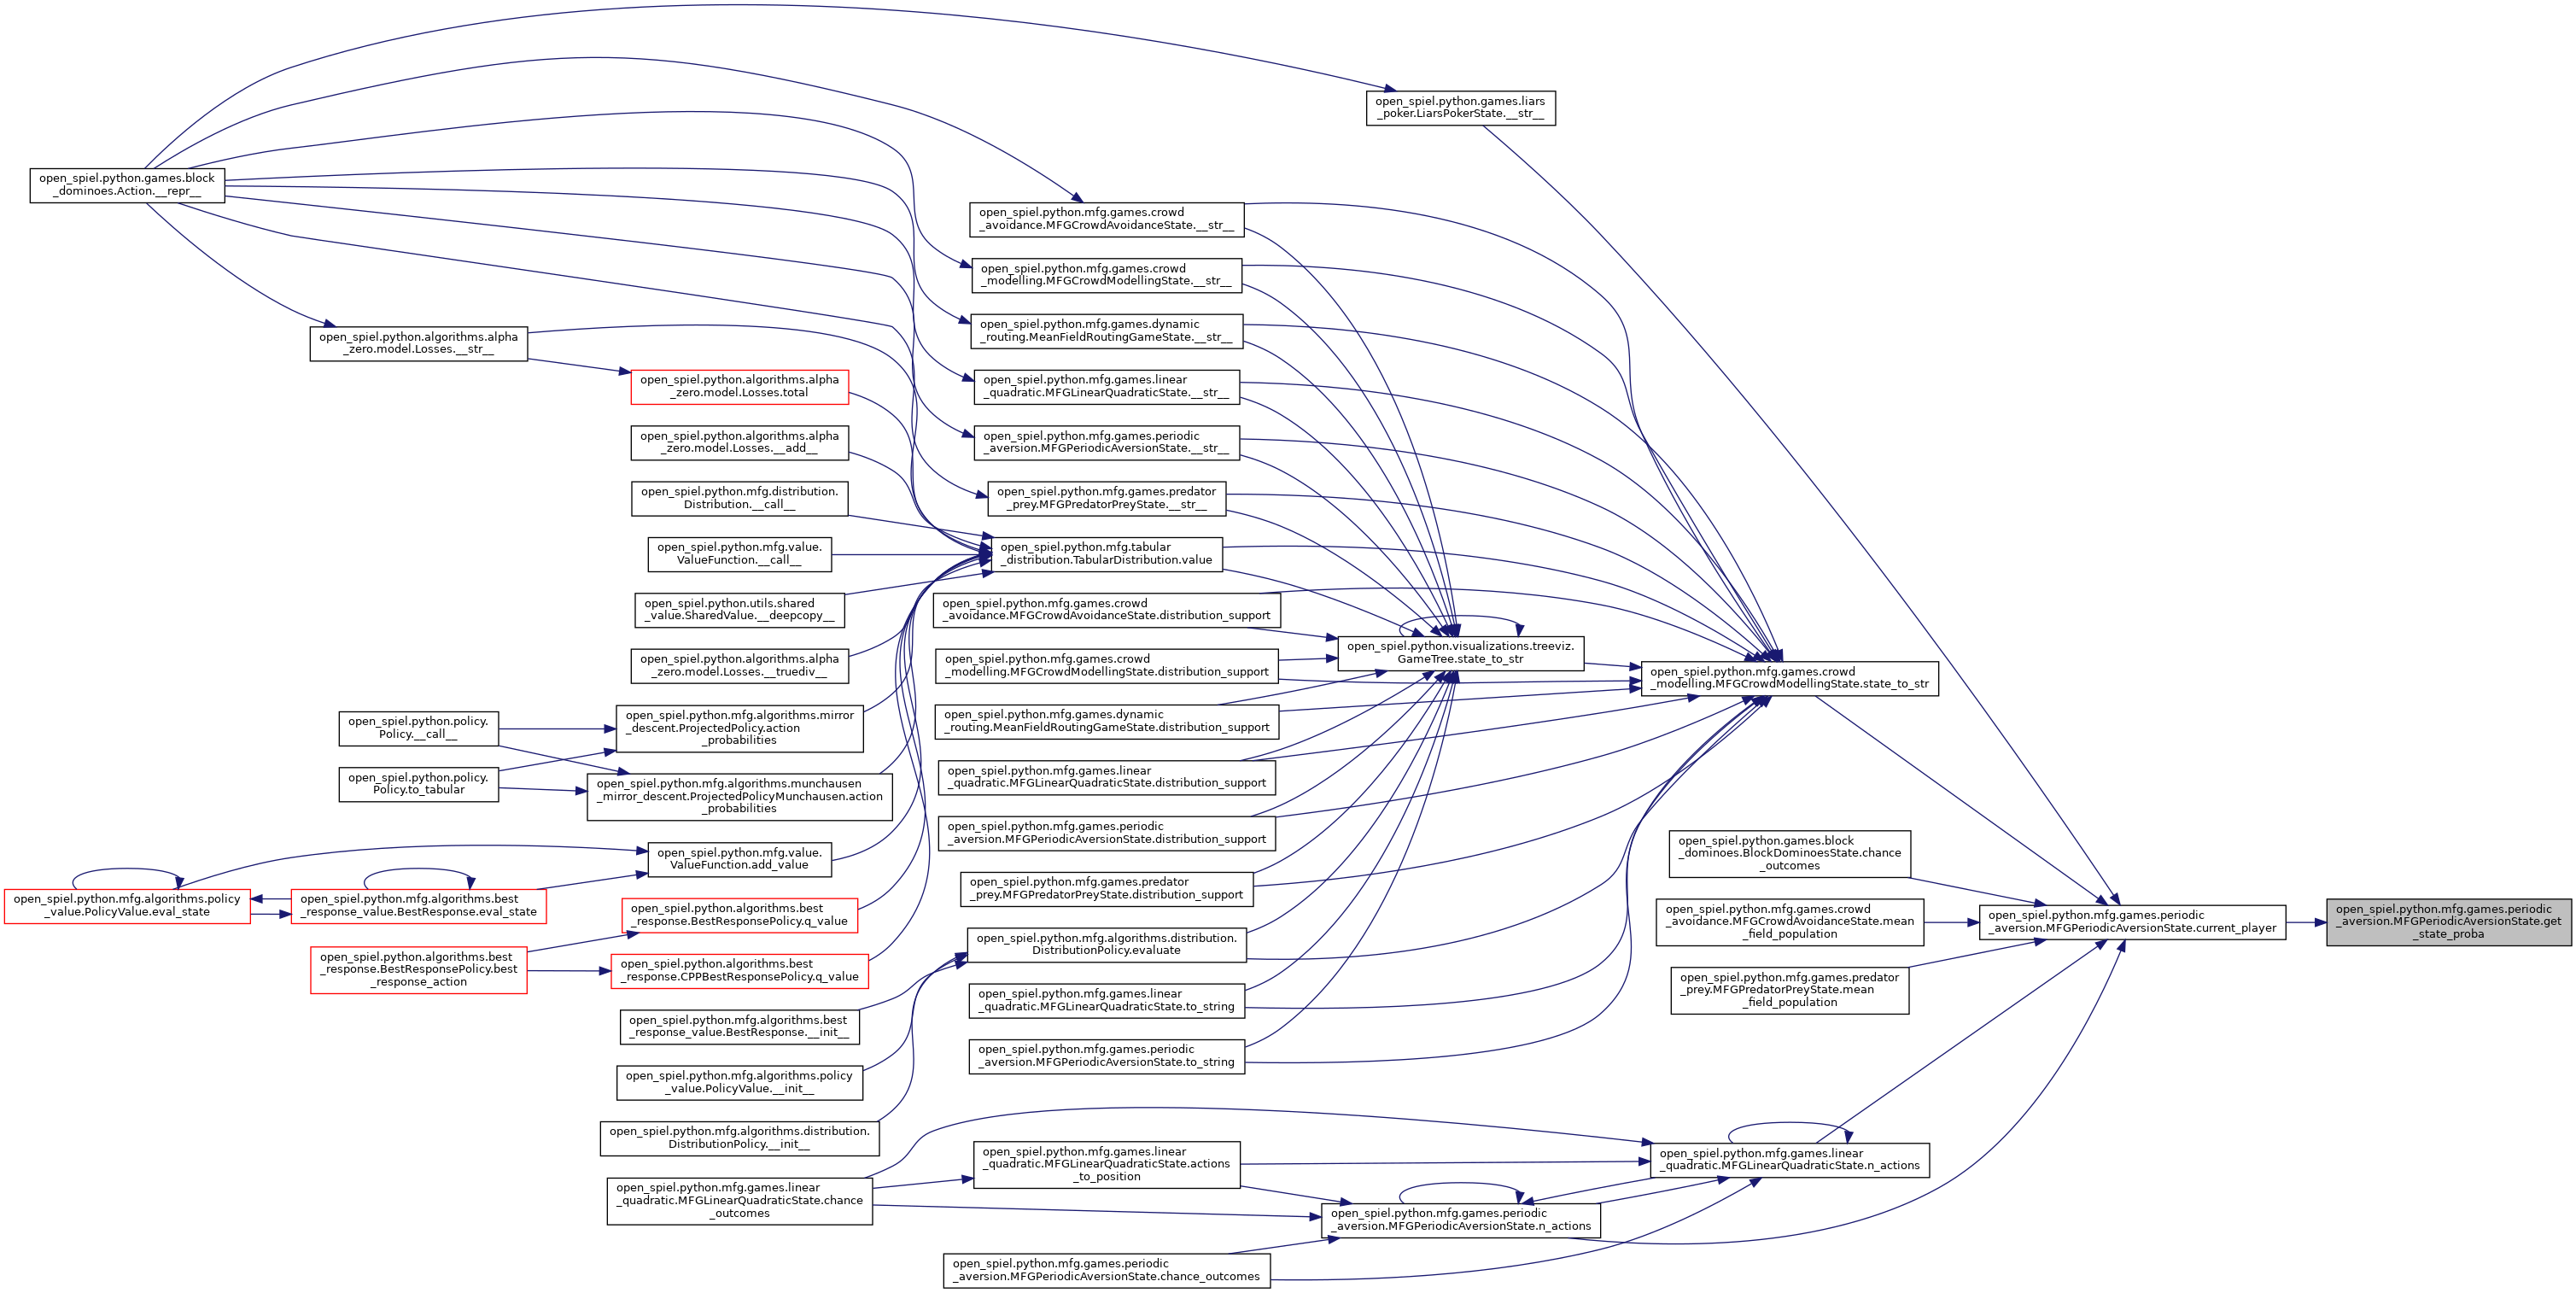 open_spiel.python.games.liars
_poker.LiarsPokerState.__str__
open_spiel.python.games.block
_dominoes.Action.__repr__
open_spiel.python.mfg.games.crowd
_avoidance.MFGCrowdAvoidanceState.__str__
open_spiel.python.mfg.games.crowd
_modelling.MFGCrowdModellingState.__str__
open_spiel.python.mfg.games.dynamic
_routing.MeanFieldRoutingGameState.__str__
open_spiel.python.algorithms.alpha
_zero.model.Losses.__str__
open_spiel.python.algorithms.alpha
_zero.model.Losses.total
open_spiel.python.mfg.games.linear
_quadratic.MFGLinearQuadraticState.__str__
open_spiel.python.algorithms.alpha
_zero.model.Losses.__add__
open_spiel.python.mfg.games.periodic
_aversion.MFGPeriodicAversionState.__str__
open_spiel.python.mfg.distribution.
Distribution.__call__
open_spiel.python.mfg.games.predator
_prey.MFGPredatorPreyState.__str__
open_spiel.python.mfg.value.
ValueFunction.__call__
open_spiel.python.mfg.tabular
_distribution.TabularDistribution.value
open_spiel.python.utils.shared
_value.SharedValue.__deepcopy__
open_spiel.python.mfg.games.crowd
_avoidance.MFGCrowdAvoidanceState.distribution_support
open_spiel.python.visualizations.treeviz.
GameTree.state_to_str
open_spiel.python.algorithms.alpha
_zero.model.Losses.__truediv__
open_spiel.python.mfg.games.crowd
_modelling.MFGCrowdModellingState.distribution_support
open_spiel.python.mfg.games.crowd
_modelling.MFGCrowdModellingState.state_to_str
open_spiel.python.policy.
Policy.__call__
open_spiel.python.mfg.algorithms.mirror
_descent.ProjectedPolicy.action
_probabilities
open_spiel.python.mfg.games.dynamic
_routing.MeanFieldRoutingGameState.distribution_support
open_spiel.python.policy.
Policy.to_tabular
open_spiel.python.mfg.algorithms.munchausen
_mirror_descent.ProjectedPolicyMunchausen.action
_probabilities
open_spiel.python.mfg.games.linear
_quadratic.MFGLinearQuadraticState.distribution_support
open_spiel.python.mfg.games.periodic
_aversion.MFGPeriodicAversionState.distribution_support
open_spiel.python.games.block
_dominoes.BlockDominoesState.chance
_outcomes
open_spiel.python.mfg.value.
ValueFunction.add_value
open_spiel.python.mfg.algorithms.policy
_value.PolicyValue.eval_state
open_spiel.python.mfg.algorithms.best
_response_value.BestResponse.eval_state
open_spiel.python.mfg.games.predator
_prey.MFGPredatorPreyState.distribution_support
open_spiel.python.algorithms.best
_response.BestResponsePolicy.q_value
open_spiel.python.mfg.games.crowd
_avoidance.MFGCrowdAvoidanceState.mean
_field_population
open_spiel.python.mfg.games.periodic
_aversion.MFGPeriodicAversionState.current_player
open_spiel.python.mfg.games.periodic
_aversion.MFGPeriodicAversionState.get
_state_proba
open_spiel.python.algorithms.best
_response.BestResponsePolicy.best
_response_action
open_spiel.python.algorithms.best
_response.CPPBestResponsePolicy.q_value
open_spiel.python.mfg.algorithms.distribution.
DistributionPolicy.evaluate
open_spiel.python.mfg.games.predator
_prey.MFGPredatorPreyState.mean
_field_population
open_spiel.python.mfg.games.linear
_quadratic.MFGLinearQuadraticState.to_string
open_spiel.python.mfg.algorithms.best
_response_value.BestResponse.__init__
open_spiel.python.mfg.games.periodic
_aversion.MFGPeriodicAversionState.to_string
open_spiel.python.mfg.algorithms.policy
_value.PolicyValue.__init__
open_spiel.python.mfg.algorithms.distribution.
DistributionPolicy.__init__
open_spiel.python.mfg.games.linear
_quadratic.MFGLinearQuadraticState.actions
_to_position
open_spiel.python.mfg.games.linear
_quadratic.MFGLinearQuadraticState.n_actions
open_spiel.python.mfg.games.linear
_quadratic.MFGLinearQuadraticState.chance
_outcomes
open_spiel.python.mfg.games.periodic
_aversion.MFGPeriodicAversionState.n_actions
open_spiel.python.mfg.games.periodic
_aversion.MFGPeriodicAversionState.chance_outcomes